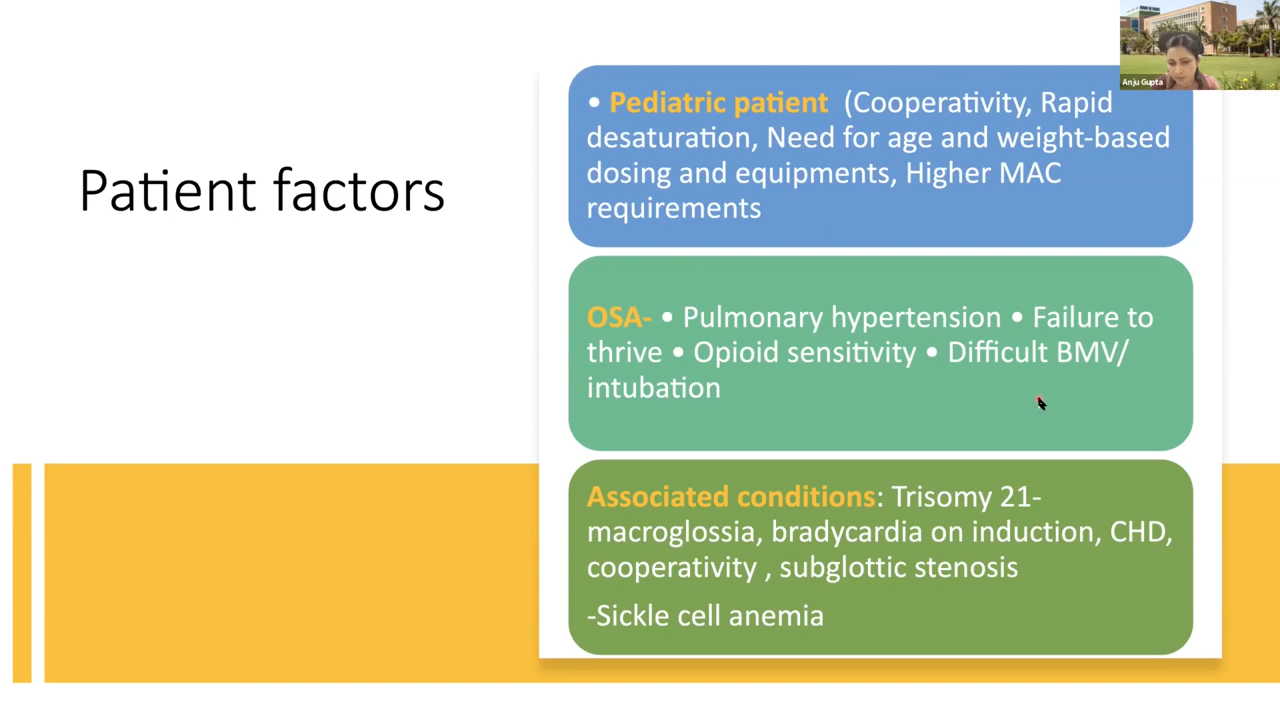 Patient factors
• Pediatric patient (Cooperativity, Rapid
desaturation, Need for age and weight-based
dosing and equipments, Higher MAC
requirements
OSA- • Pulmonary hypertension • Failure to
thrive • Opioid sensitivity • Difficult BMV/
intubation
Associated conditions: Trisomy 21-
macroglossia, bradycardia on induction, CHD,
cooperativity , subglottic stenosis
-Sickle cell anemia
Anju Gupta